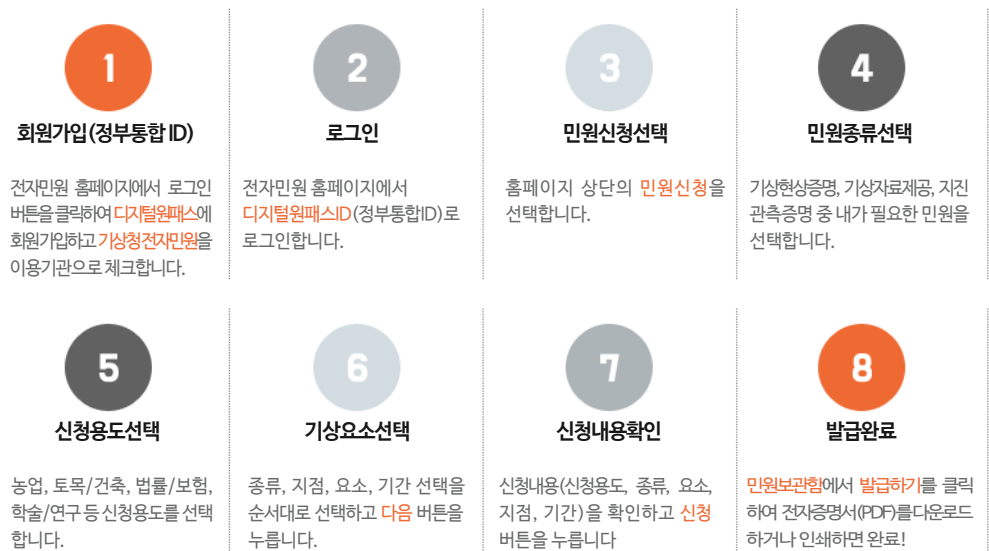 1
회원가입(정부통합 ID)
전자민원 홈페이지에서 로그인
버튼을 클릭하여 디지털원패스에
회원가입하고 기상청전자민원을
이용기관으로 체크합니다.
2
로그인
전자민원 홈페이지에서
디지털원패스ID(정부통합ID)로
로그인합니다.
3
민원신청선택
홈페이지 상단의 민원신청을
선택합니다.
4
민원종류선택
기상현상증명, 기상자료제공, 지진
관측증명 중 내가 필요한 민원을
선택합니다.
5
신청용도선택
농업, 토목/건축, 법률/보험,
학술/연구 등 신청용도를 선택
합니다.
6
기상요소선택
종류, 지점, 요소, 기간 선택을
순서대로 선택하고 다음 버튼을
누릅니다.
7
신청내용확인
신청내용(신청용도, 종류, 요소,
지점, 기간)을 확인하고 신청
버튼을 누릅니다
8
발급완료
민원보관함에서 발급하기를 클릭
하여 전자증명서(PDF)를다운로드
하거나 인쇄하면 완료!